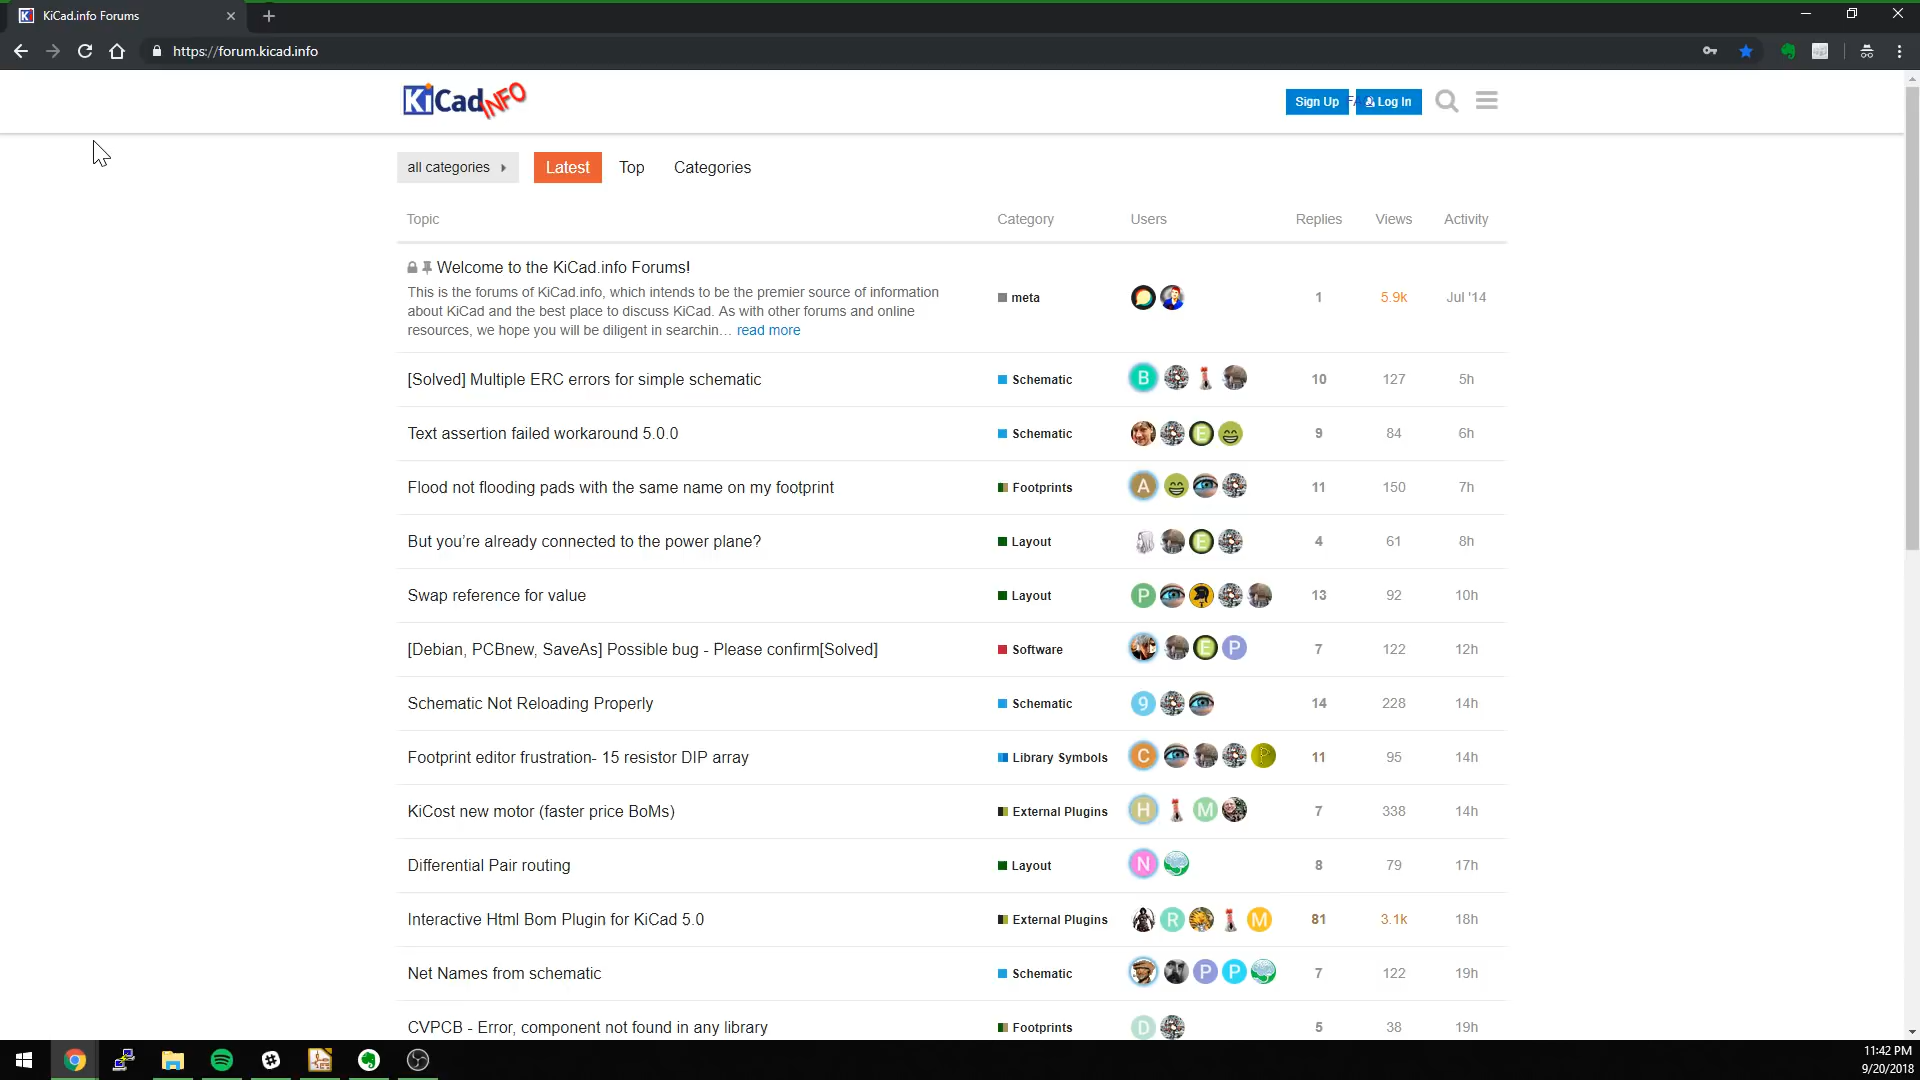 KiCad.info Forums
https://forum.kicad.info
KiCad INFO
Sign Up
Log In
all categories
Latest
Top
Categories
Topic
Category
Users
Replies
Views
Activity
Welcome to the KiCad.info Forums!
This is the forums of KiCad.info, which intends to be the premier source of information
about KiCad and the best place to discuss KiCad. As with other forums and online
resources, we hope you will be diligent in searchin… read more
meta
1
5.9k
Jul '14
[Solved] Multiple ERC errors for simple schematic
Schematic
B
10
127
5h
Text assertion failed workaround 5.0.0
Schematic
E
9
84
6h
Flood not flooding pads with the same name on my footprint
Footprints
A
11
150
7h
But you’re already connected to the power plane?
Layout
E
4
61
8h
Swap reference for value
Layout
P
13
92
10h
[Debian, PCBnew, SaveAs] Possible bug - Please confirm[Solved]
Software
E P
7
122
12h
Schematic Not Reloading Properly
Schematic
9
14
228
14h
Footprint editor frustration- 15 resistor DIP array
Library Symbols
C P
11
95
14h
KiCost new motor (faster price BoMs)
External Plugins
H M
7
338
14h
Differential Pair routing
Layout
N
8
79
17h
Interactive Html Bom Plugin for KiCad 5.0
External Plugins
R M
81
3.1k
18h
Net Names from schematic
Schematic
P P
7
122
19h
CVPCB - Error, component not found in any library
Footprints
D
5
38
19h
11:42 PM
9/20/2018